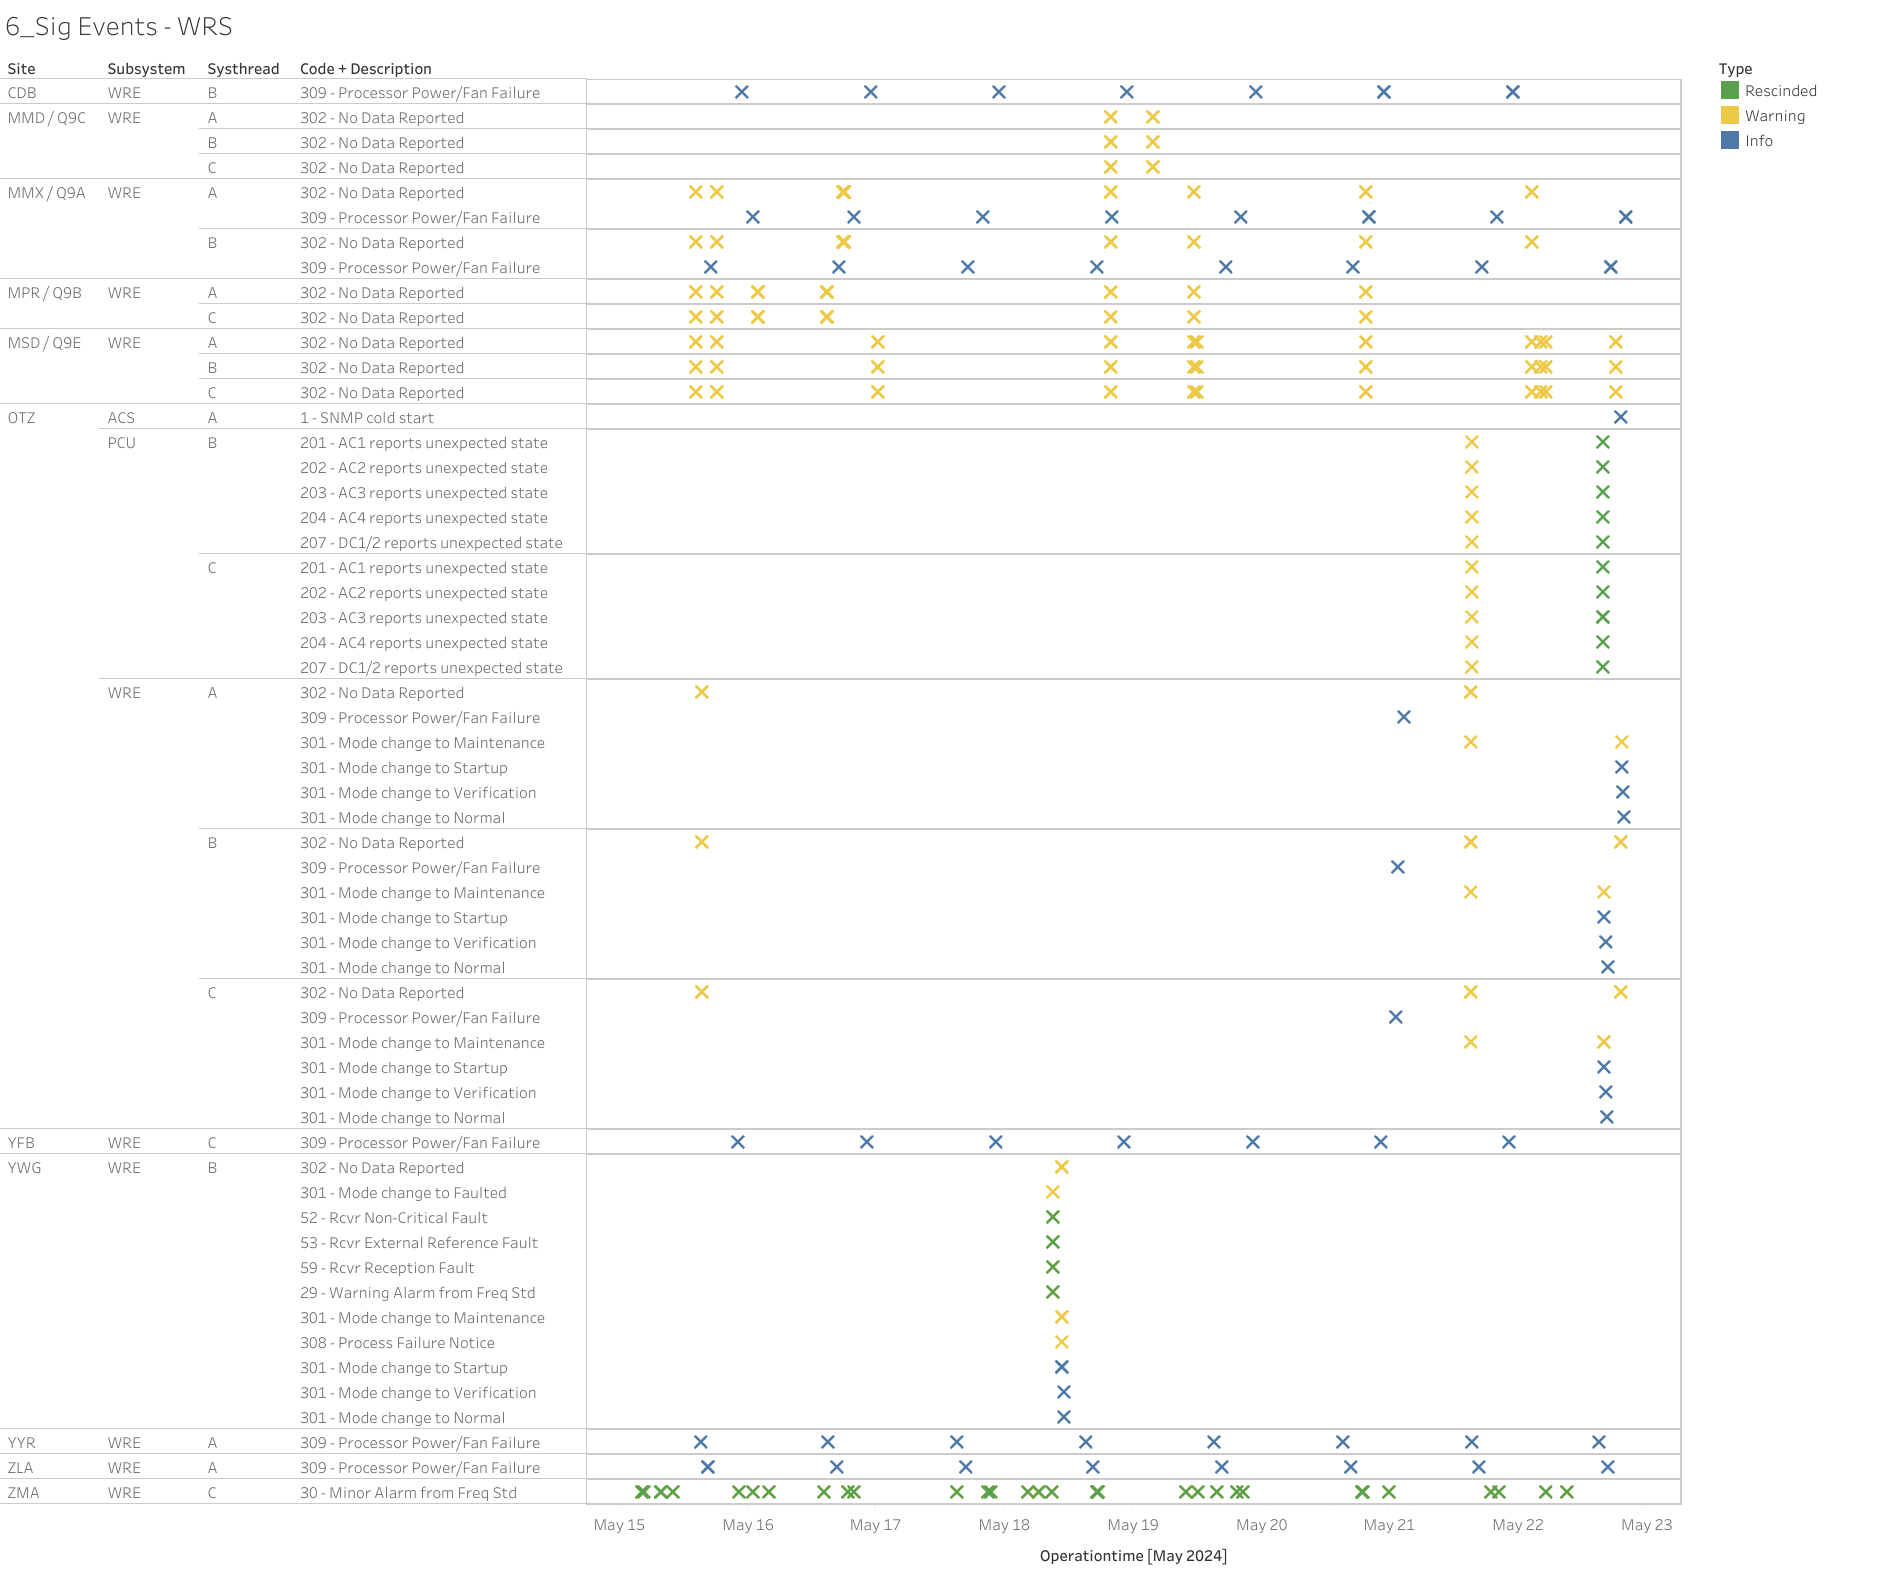 6_Sig Events - WRS
Site Subsystem Systhread Code + Description Type
CDB WRE B 309 - Processor Power/Fan Failure Rescinded
MMD / Q9C WRE A 302 - No Data Reported Warning
B 302 - No Data Reported Info
C 302 - No Data Reported
MMX / Q9A WRE A 302 - No Data Reported
309 - Processor Power/Fan Failure
B 302 - No Data Reported
309 - Processor Power/Fan Failure
MPR / Q9B WRE A 302 - No Data Reported
C 302 - No Data Reported
MSD / Q9E WRE A 302 - No Data Reported
B 302 - No Data Reported
C 302 - No Data Reported
OTZ ACS A 1 - SNMP cold start
PCU B 201 - AC1 reports unexpected state
202 - AC2 reports unexpected state
203 - AC3 reports unexpected state
204 - AC4 reports unexpected state
207 - DC1/2 reports unexpected state
C 201 - AC1 reports unexpected state
202 - AC2 reports unexpected state
203 - AC3 reports unexpected state
204 - AC4 reports unexpected state
207 - DC1/2 reports unexpected state
WRE A 302 - No Data Reported
309 - Processor Power/Fan Failure
301 - Mode change to Maintenance
301 - Mode change to Startup
301 - Mode change to Verification
301 - Mode change to Normal
B 302 - No Data Reported
309 - Processor Power/Fan Failure
301 - Mode change to Maintenance
301 - Mode change to Startup
301 - Mode change to Verification
301 - Mode change to Normal
C 302 - No Data Reported
309 - Processor Power/Fan Failure
301 - Mode change to Maintenance
301 - Mode change to Startup
301 - Mode change to Verification
301 - Mode change to Normal
YFB WRE C 309 - Processor Power/Fan Failure
YWG WRE B 302 - No Data Reported
301 - Mode change to Faulted
52 - Rcvr Non-Critical Fault
53 - Rcvr External Reference Fault
59 - Rcvr Reception Fault
29 - Warning Alarm from Freq Std
301 - Mode change to Maintenance
308 - Process Failure Notice
301 - Mode change to Startup
301 - Mode change to Verification
301 - Mode change to Normal
YYR WRE A 309 - Processor Power/Fan Failure
ZLA WRE A 309 - Processor Power/Fan Failure
ZMA WRE C 30 - Minor Alarm from Freq Std
May 15 May 16 May 17 May 18 May 19 May 20 May 21 May 22 May 23
Operationtime [May 2024]